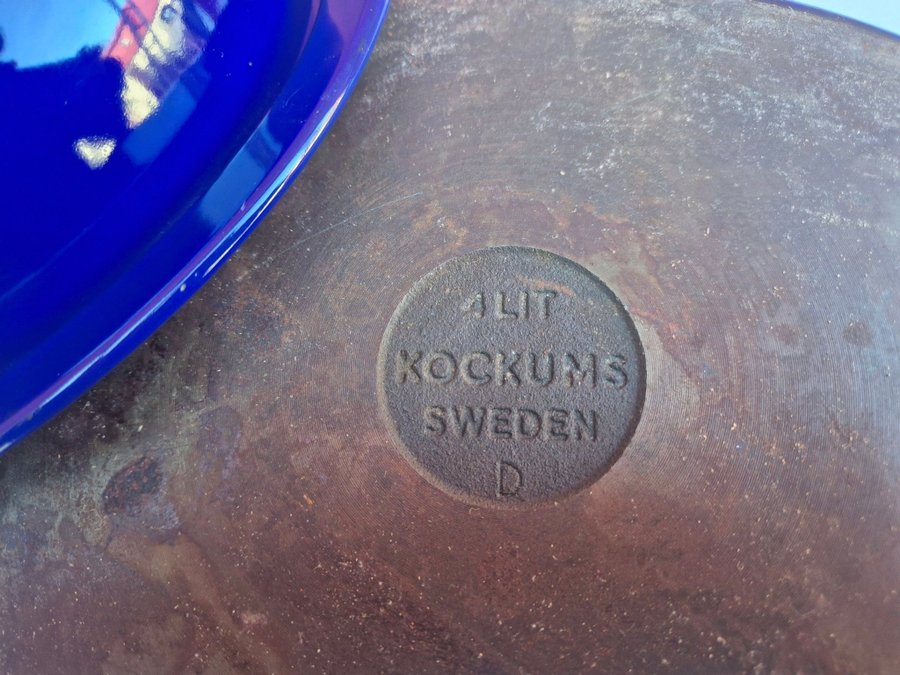 4 LIT
KOCKUMS
SWEDEN
D